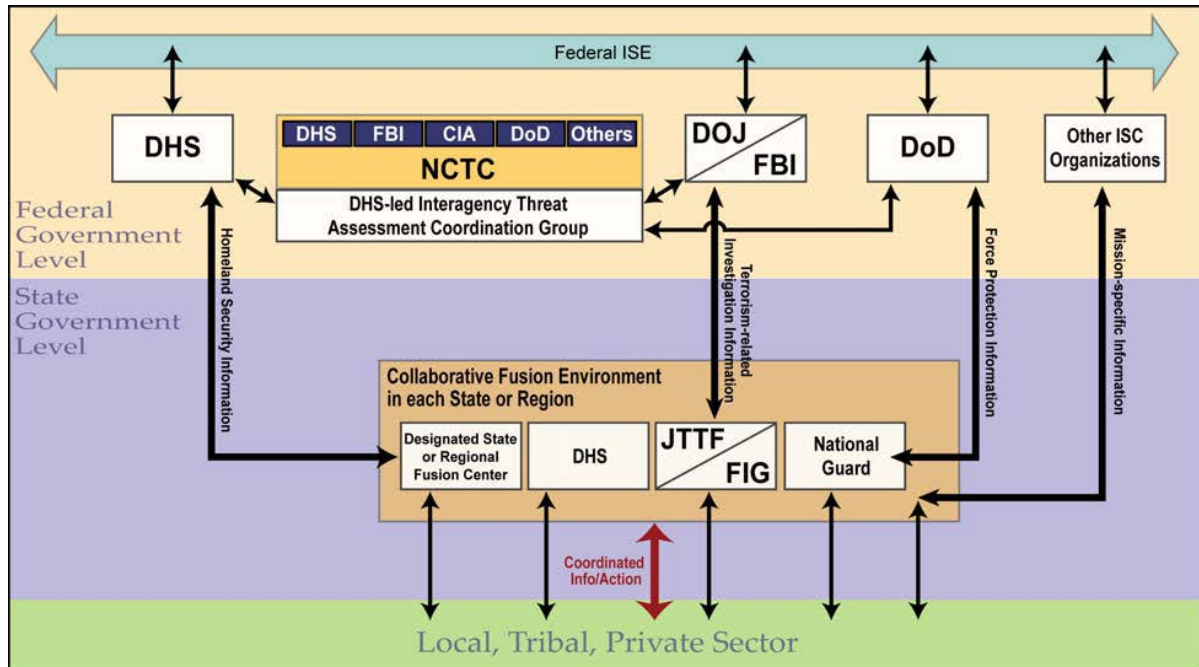 Federal ISE
DHS
DHS FBI CIA DoD Others
NCTC
DHS-led Interagency Threat
Assessment Coordination Group
DOJ
FBI
DoD
Other ISC
Organizations
Federal
Government
Level
State
Government
Level
Homeland Security Information
Terrorism-related
Investigation Information
Force Protection Information
Mission-specific Information
Collaborative Fusion Environment
in each State or Region
Designated State
or Regional
Fusion Center
DHS
JTTF
FIG
National
Guard
Coordinated
Info/Action
Local, Tribal, Private Sector